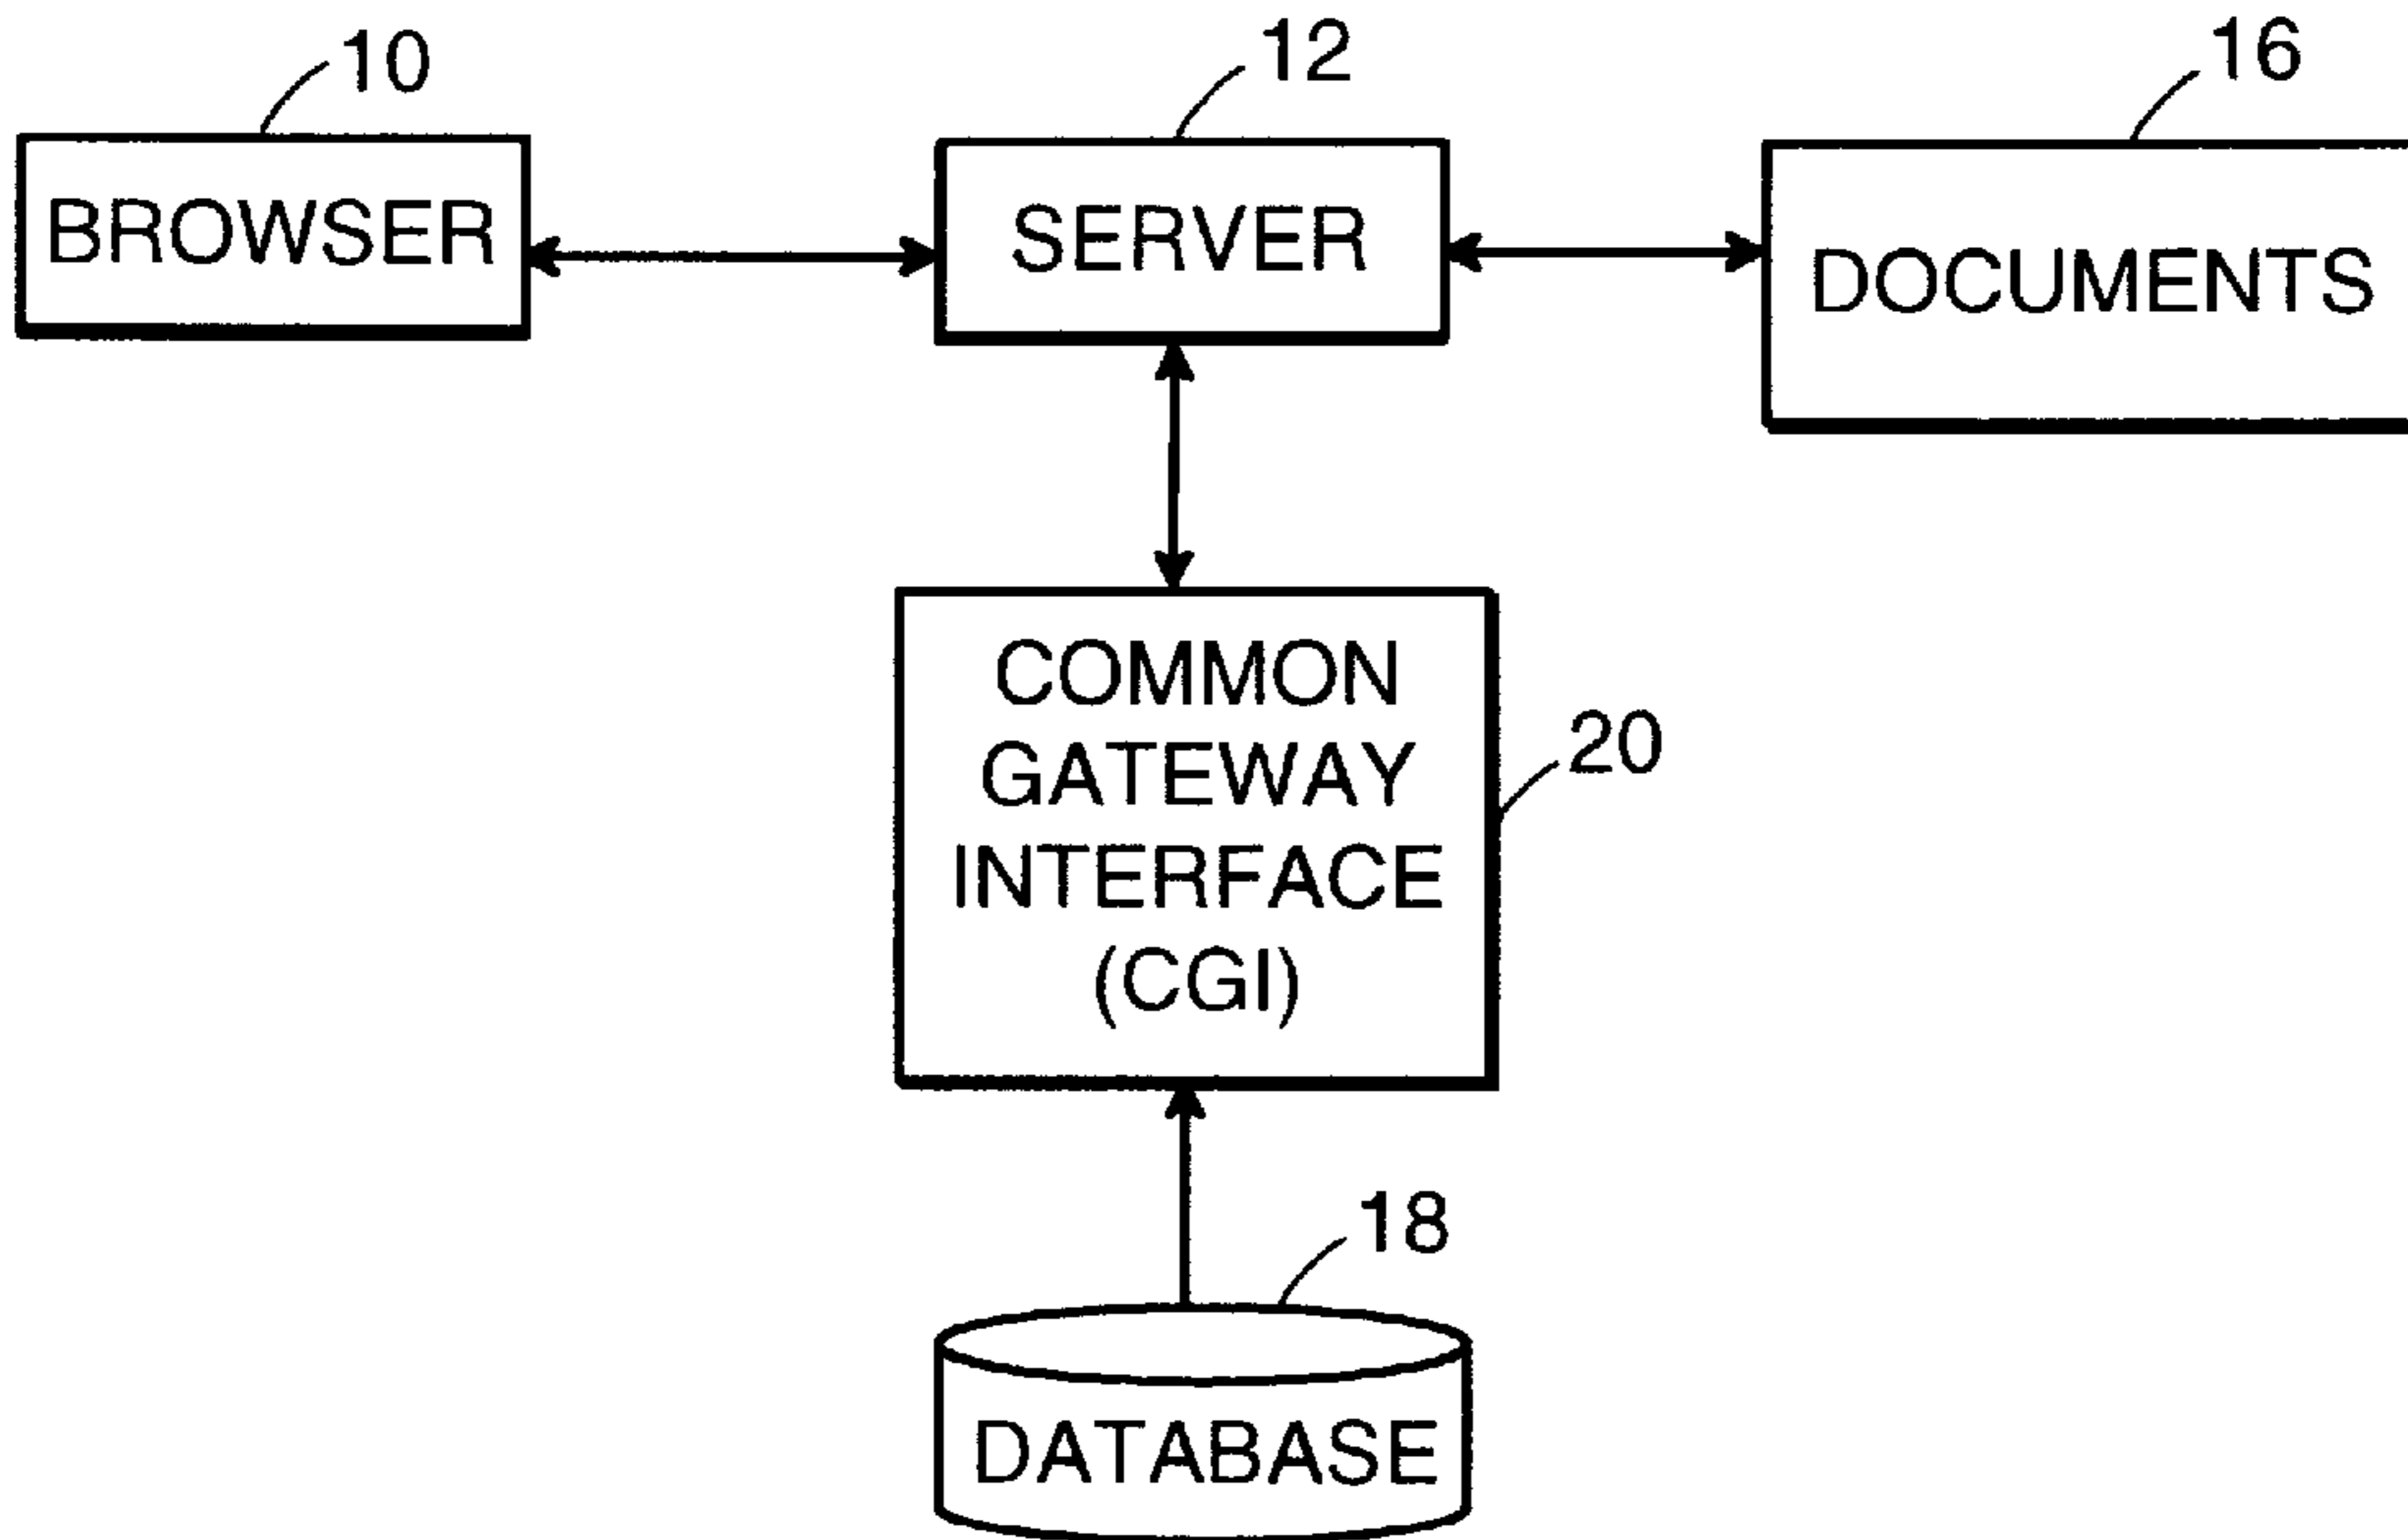 10
12
16
BROWSER
SERVER
DOCUMENTS
COMMON
GATEWAY
INTERFACE
(CGI)
20
18
DATABASE